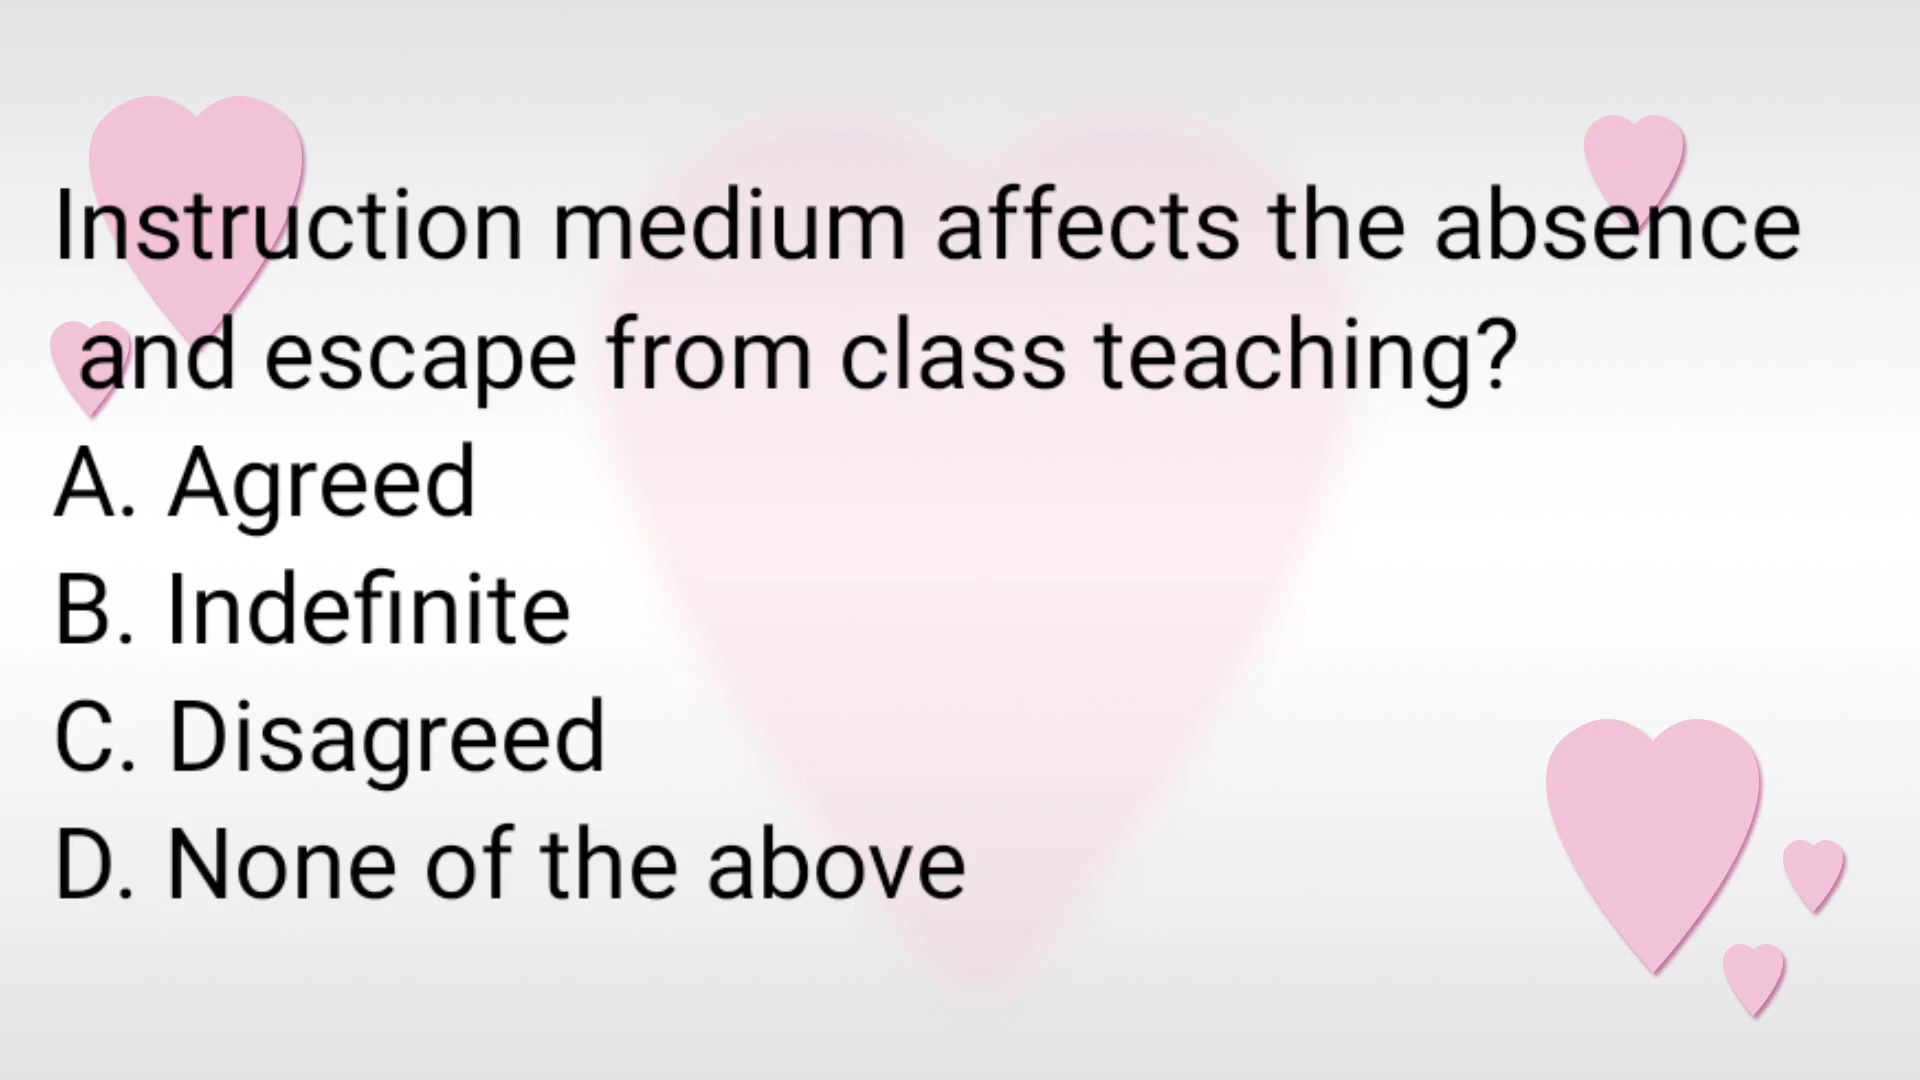 Instruction medium affects the absence
and escape from class teaching?
A. Agreed
B. Indefinite
C. Disagreed
D. None of the above